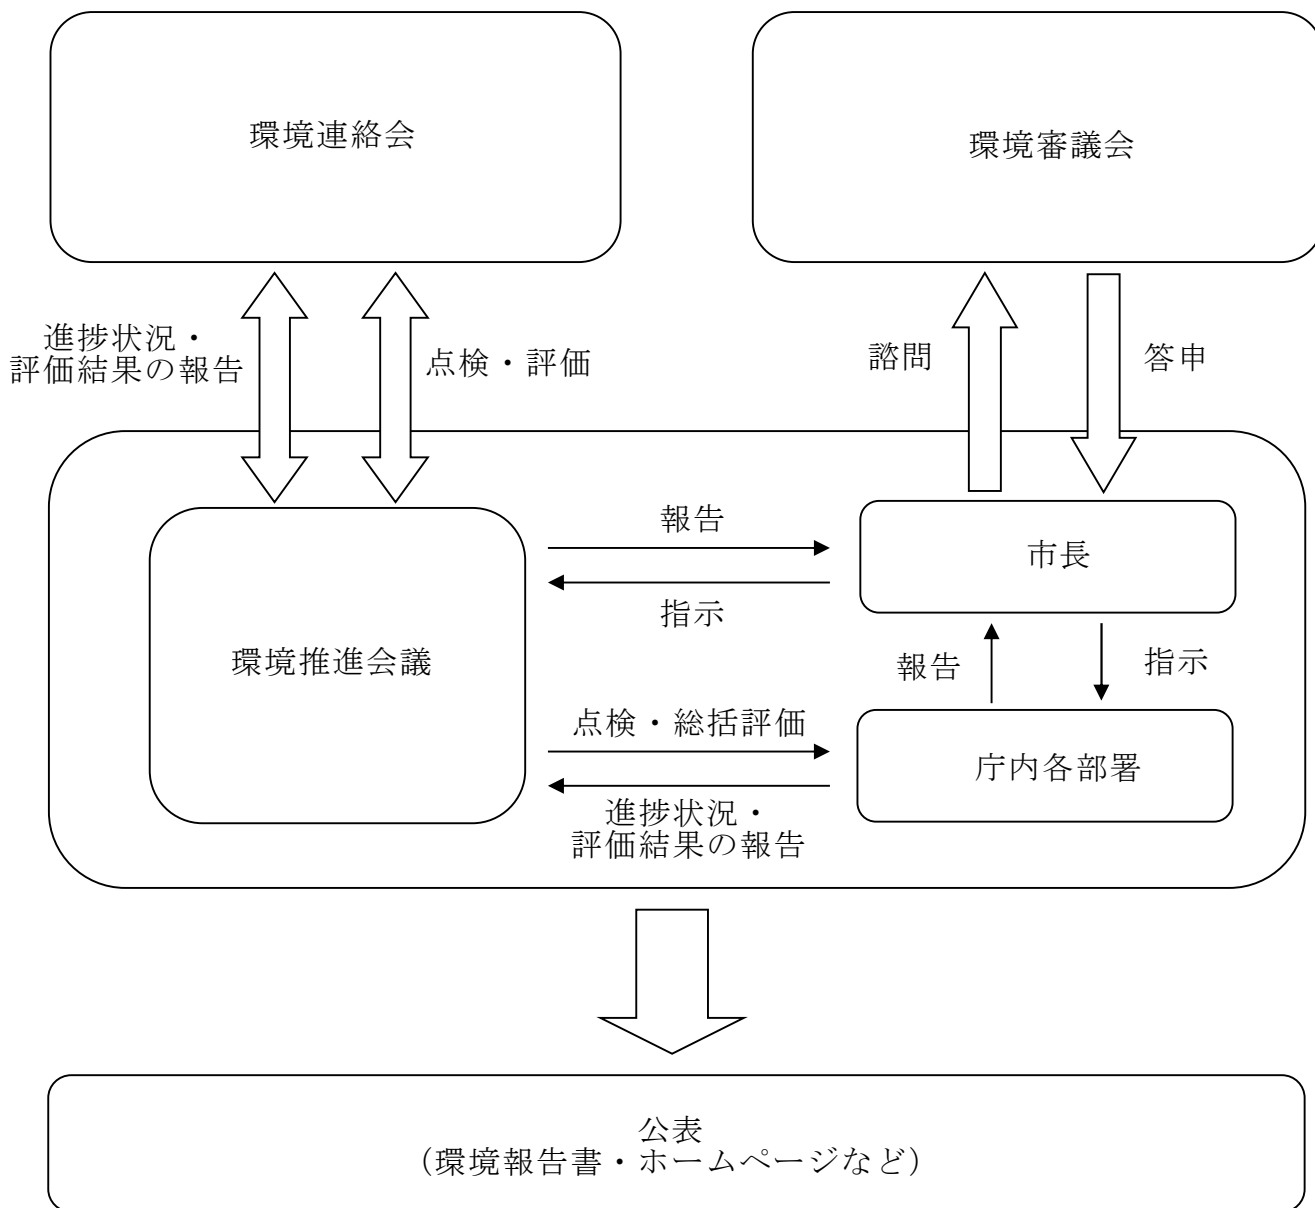 環境連絡会
環境審議会
進捗状況・
評価結果の報告
点検・評価
諮問
答申
報告
市長
指示
環境推進会議
報告
指示
点検・総括評価
庁内各部署
進捗状況・
評価結果の報告
公表
（環境報告書・ホームページなど）